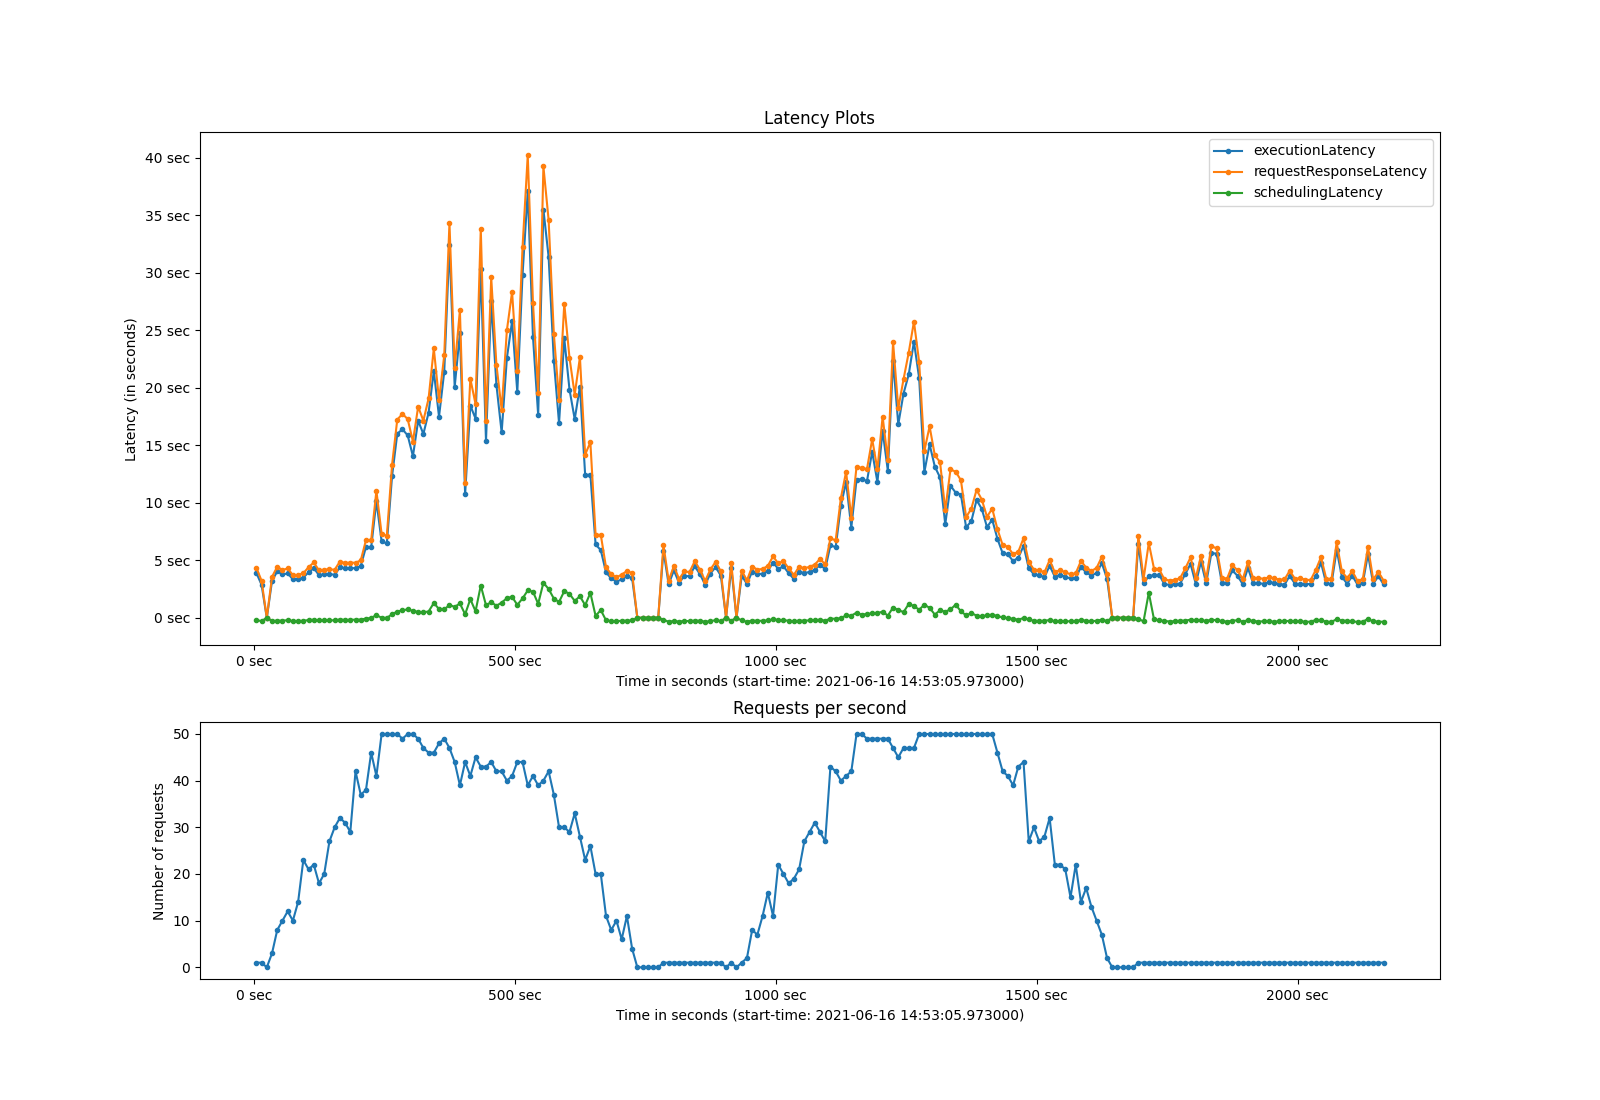 Latency Plots
executionLatency
requestResponseLatency
schedulingLatency
40 sec
35 sec
30 sec
25 sec
20 sec
15 sec
10 sec
5 sec
0 sec
Latency (in seconds)
0 sec 500 sec 1000 sec 1500 sec 2000 sec
Time in seconds (start-time: 2021-06-16 14:53:05.973000)
Requests per second
50
40
30
20
10
0
Number of requests
0 sec 500 sec 1000 sec 1500 sec 2000 sec
Time in seconds (start-time: 2021-06-16 14:53:05.973000)